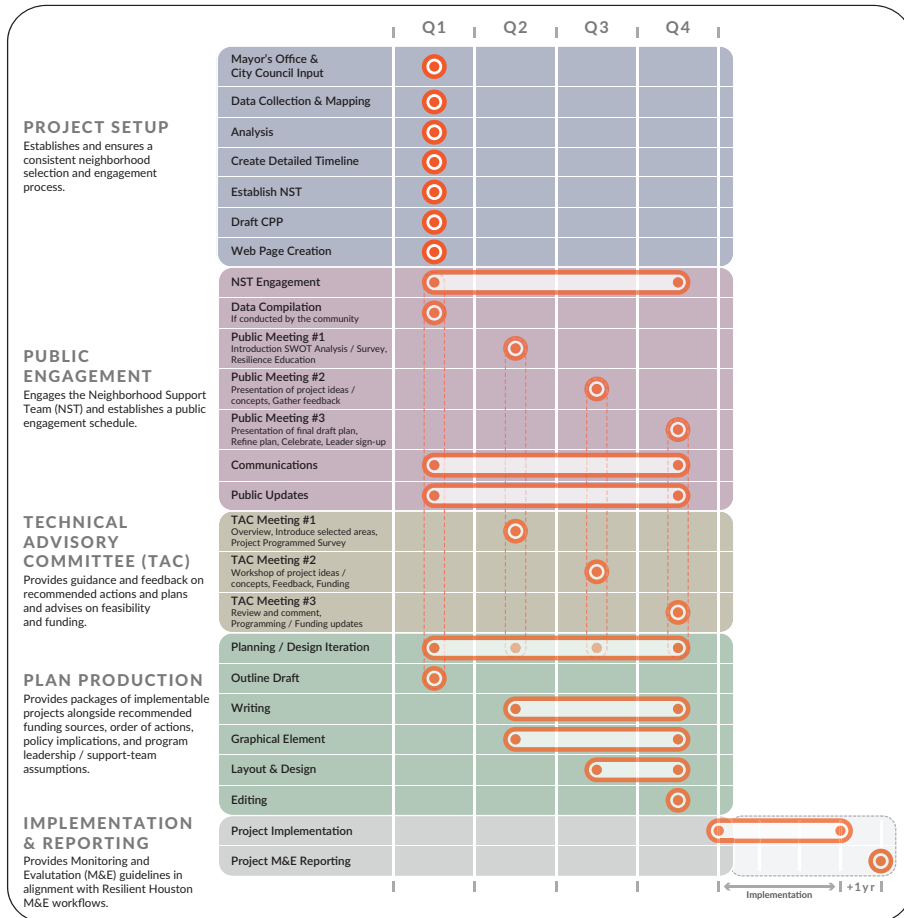 Q1 Q2 Q3 Q4
PROJECT SETUP
Establishes and ensures a
consistent neighborhood
selection and engagement
process.
Mayor's Office &
City Council Input
Data Collection & Mapping
Analysis
Create Detailed Timeline
Establish NST
Draft CPP
Web Page Creation
PUBLIC
ENGAGEMENT
Engages the Neighborhood Support
Team (NST) and establishes a public
engagement schedule.
NST Engagement
Data Compilation
If conducted by the community
Public Meeting #1
Introduction SWOT Analysis / Survey,
Resilience Education
Public Meeting #2
Presentation of project ideas /
concepts, Gather feedback
Public Meeting #3
Presentation of final draft plan,
Refine plan, Celebrate, Leader sign-up
Communications
Public Updates
TECHNICAL
ADVISORY
COMMITTEE (TAC)
Provides guidance and feedback on
recommended actions and plans
and advises on feasibility
and funding.
TAC Meeting #1
Overview, Introduce selected areas,
Project Programmed Survey
TAC Meeting #2
Workshop of project ideas /
concepts, Feedback, Funding
TAC Meeting #3
Review and comment,
Programming / Funding updates
PLAN PRODUCTION
Provides packages of implementable
projects alongside recommended
funding sources, order of actions,
policy implications, and program
leadership / support-team
assumptions.
Planning / Design Iteration
Outline Draft
Writing
Graphical Element
Layout & Design
Editing
IMPLEMENTATION
& REPORTING
Provides Monitoring and
Evalutation (M&E) guidelines in
alignment with Resilient Houston
M&E workflows.
Project Implementation
Project M&E Reporting
Implementation
+1yr